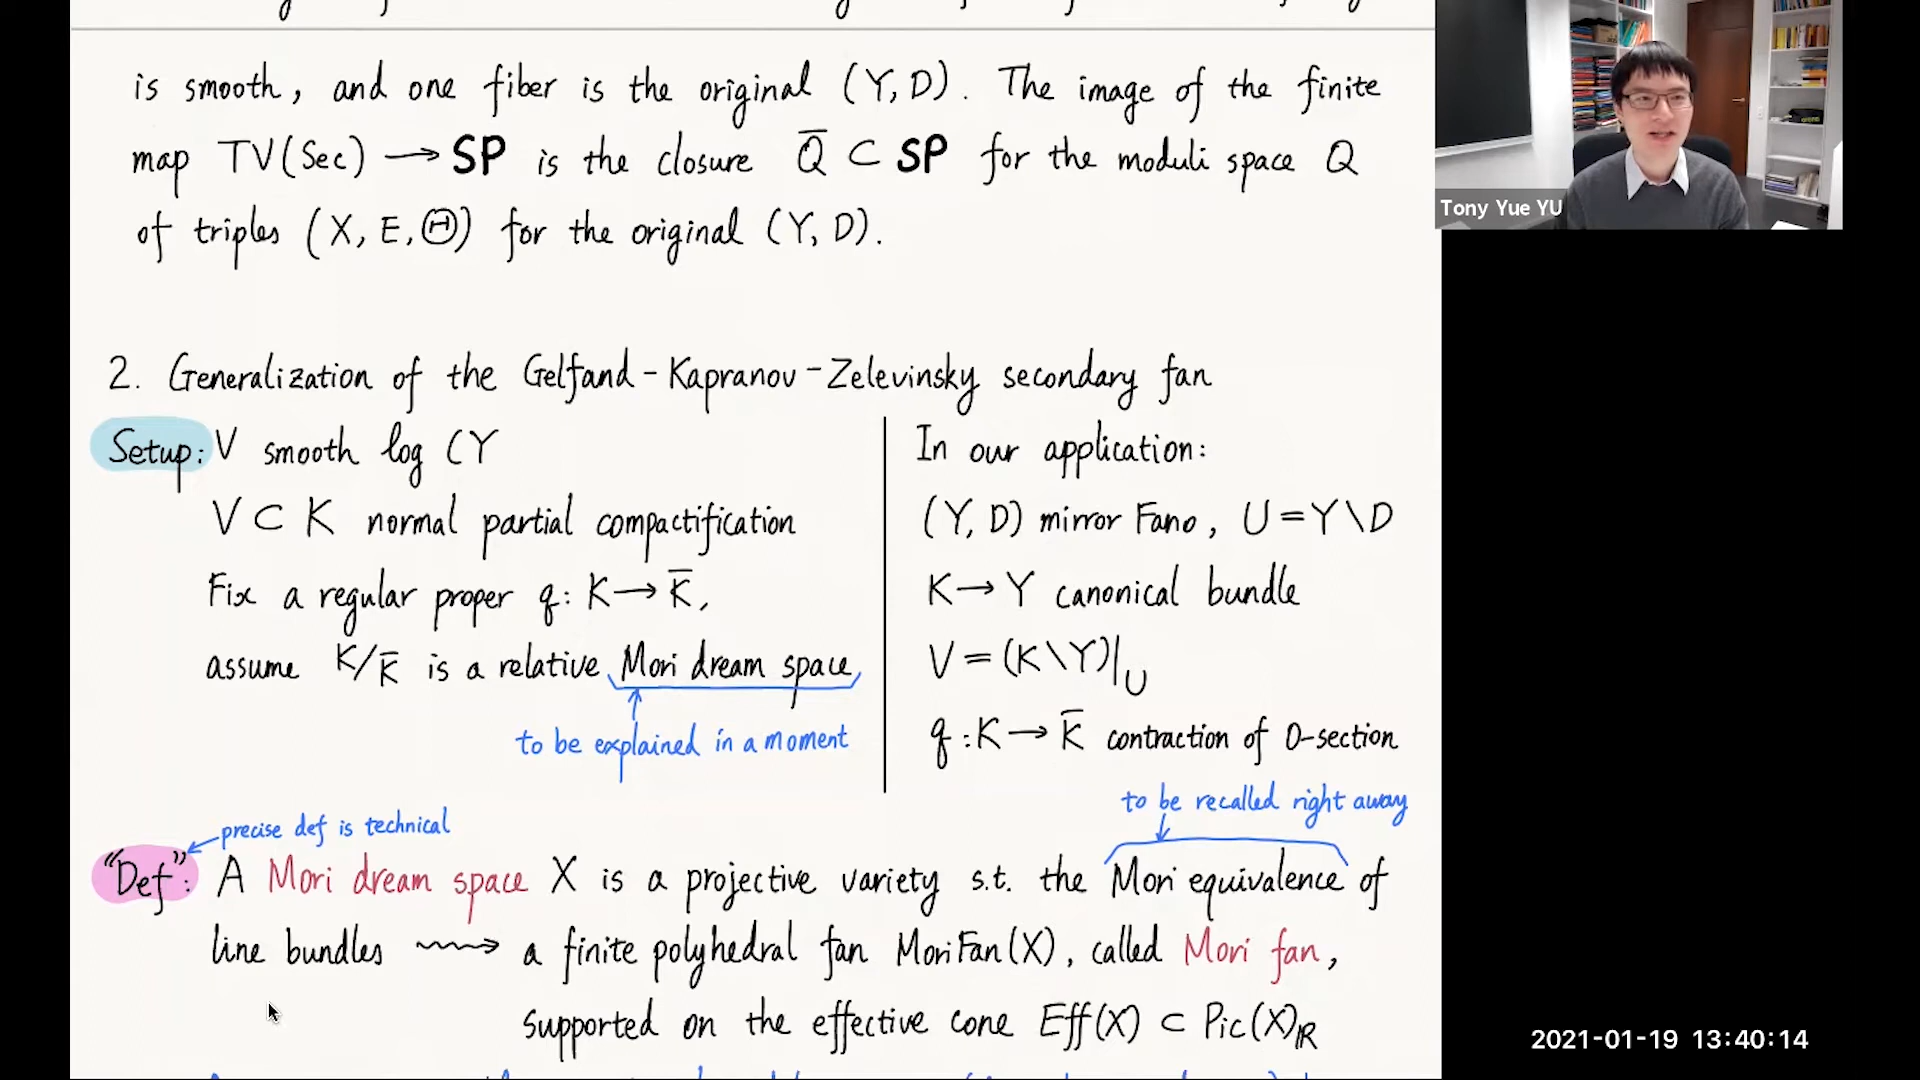 is smooth, and one fiber is the original (Y, D). The image of the finite
map TV(Sec) → SP is the closure Q̅ ⊂ SP for the moduli space Q
of triples (X, E, Θ) for the original (Y, D).
2. Generalization of the Gelfand-Kapranov-Zelevinsky secondary fan
Setup: V smooth log CY
V ⊂ K normal partial compactification
Fix a regular proper q: K → K̅,
assume K/K̅ is a relative Mori dream space
to be explained in a moment
In our application:
(Y, D) mirror Fano, U = Y \ D
K → Y canonical bundle
V = (K \ Y)|U
q: K → K̅ contraction of 0-section
to be recalled right away
precise def is technical
"Def": A Mori dream space X is a projective variety s.t. the Mori equivalence of
line bundles ⇝ a finite polyhedral fan MoriFan(X), called Mori fan,
supported on the effective cone Eff(X) ⊂ Pic(X)ℝ
Tony Yue YU
2021-01-19 13:40:14